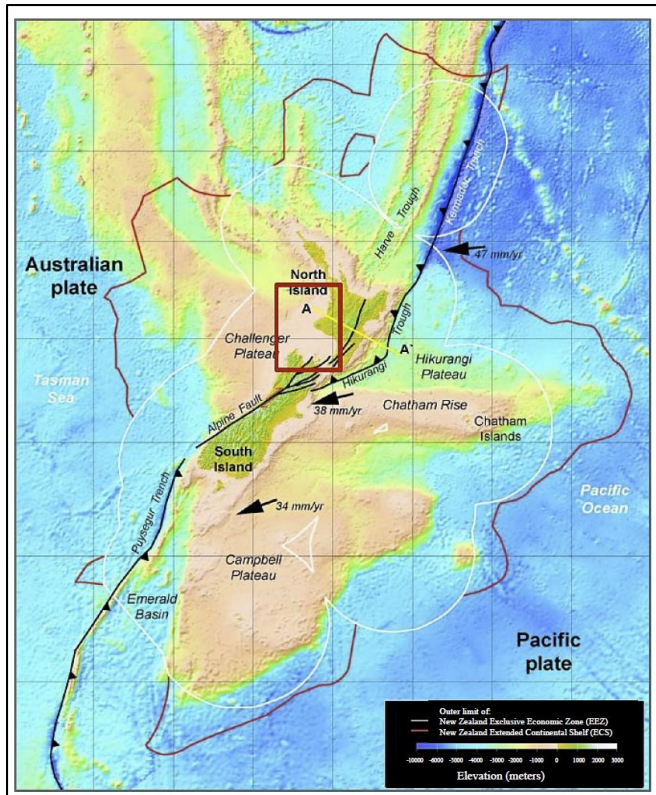 Kermadec Trench
Harve Trough
47 mm/yr
Australian
plate
North
Island
A
Challenger
Plateau
Trough
A`
Hikurangi
Hikurangi
Plateau
Tasman
Sea
Alpine Fault
38 mm/yr
Chatham Rise
Chatham
Islands
South
Island
Puysegur Trench
34 mm/yr
Pacific
Ocean
Campbell
Plateau
Emerald
Basin
Pacific
plate
Outer limit of:
New Zealand Exclusive Economic Zone (EEZ)
New Zealand Extended Continental Shelf (ECS)
-10000 -8000 -6000 -5000 -4000 -3000 -2000 -1000 0 1000 2000 3000
Elevation (meters)